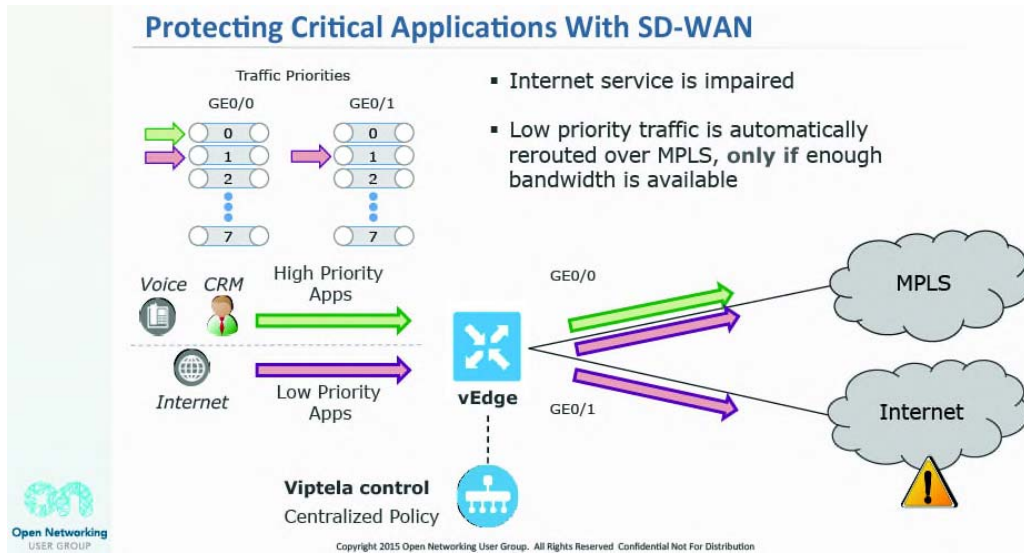 Protecting Critical Applications With SD-WAN
Traffic Priorities
GE0/0
GE0/1
0
1
2
7
0
1
2
7
▪ Internet service is impaired
▪ Low priority traffic is automatically
rerouted over MPLS, only if enough
bandwidth is available
Voice
CRM
High Priority
Apps
Internet
Low Priority
Apps
vEdge
GE0/0
GE0/1
MPLS
Internet
!
Viptela control
Centralized Policy
on
Open Networking
USER GROUP
Copyright 2015 Open Networking User Group. All Rights Reserved Confidential Not For Distribution